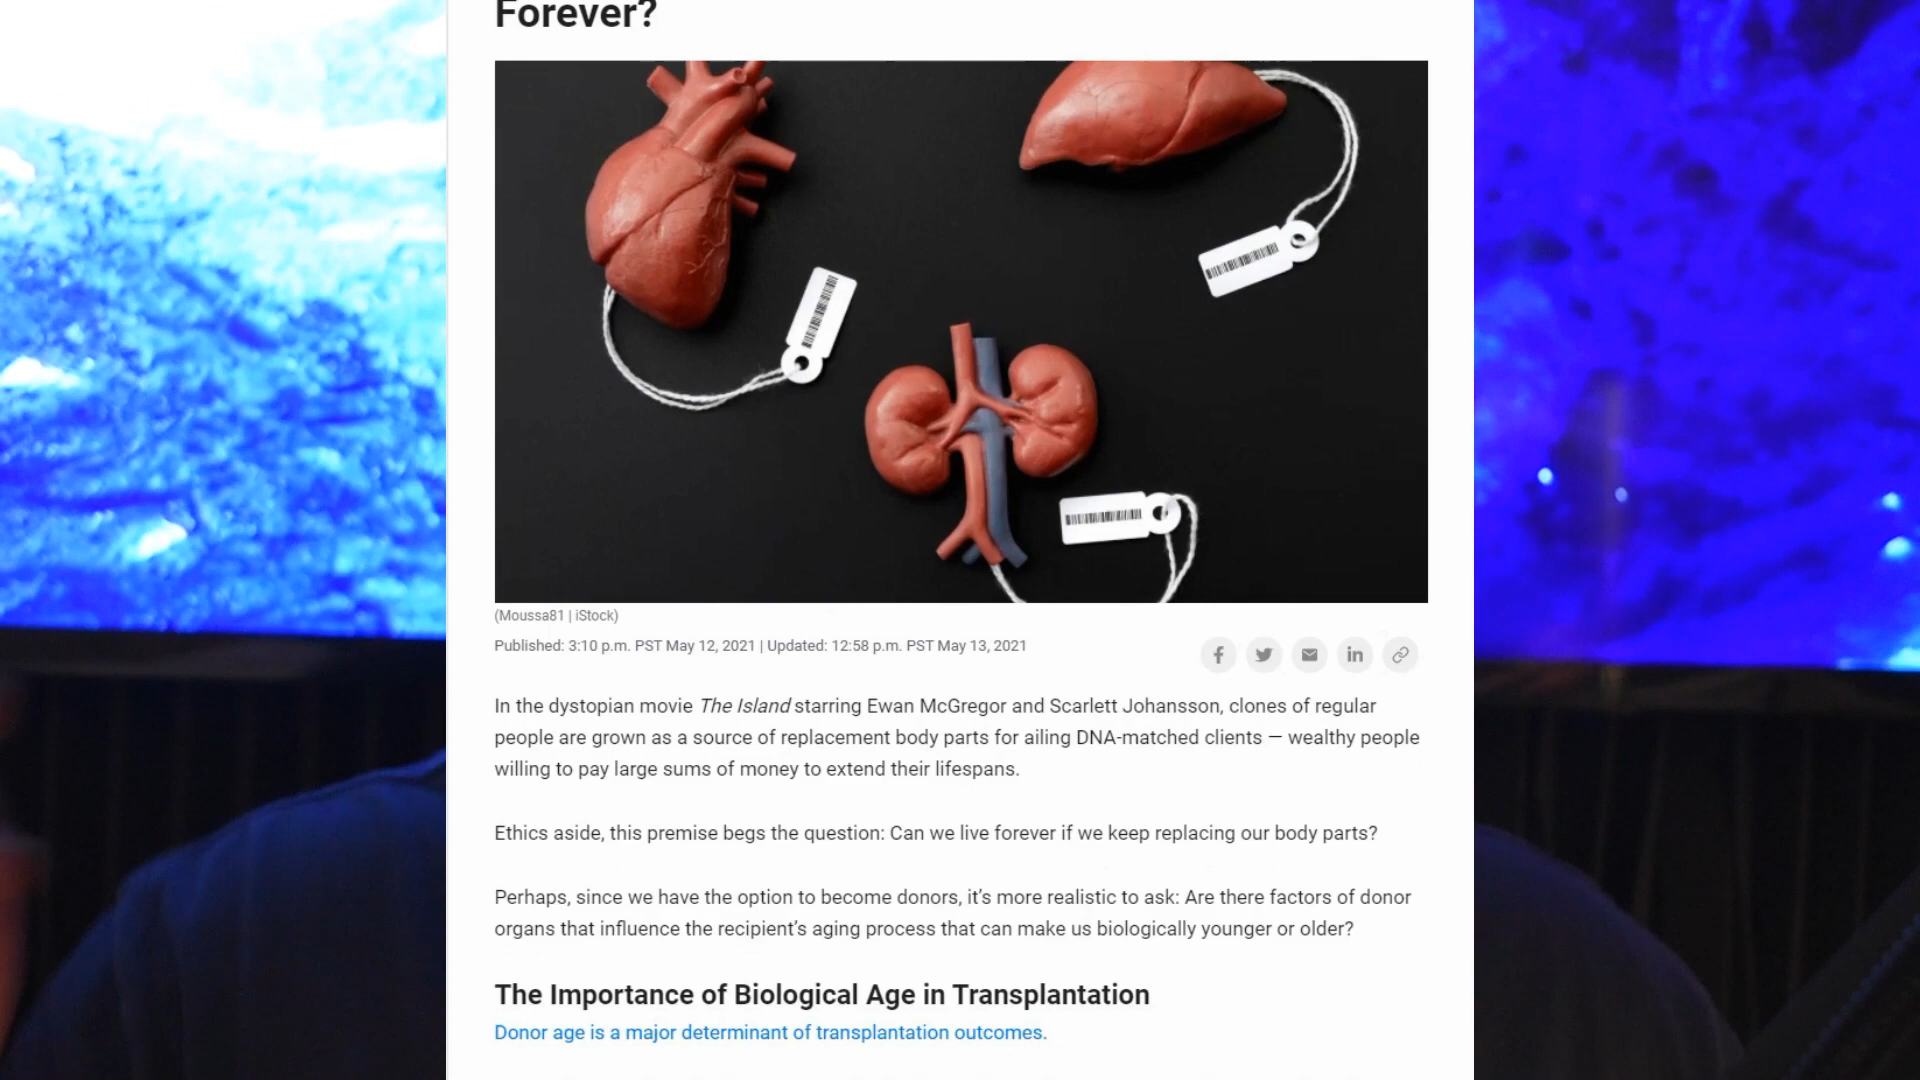 Forever?
(Moussa81 | iStock)
Published: 3:10 p.m. PST May 12, 2021 | Updated: 12:58 p.m. PST May 13, 2021
In the dystopian movie The Island starring Ewan McGregor and Scarlett Johansson, clones of regular
people are grown as a source of replacement body parts for ailing DNA-matched clients — wealthy people
willing to pay large sums of money to extend their lifespans.
Ethics aside, this premise begs the question: Can we live forever if we keep replacing our body parts?
Perhaps, since we have the option to become donors, it’s more realistic to ask: Are there factors of donor
organs that influence the recipient’s aging process that can make us biologically younger or older?
The Importance of Biological Age in Transplantation
Donor age is a major determinant of transplantation outcomes.